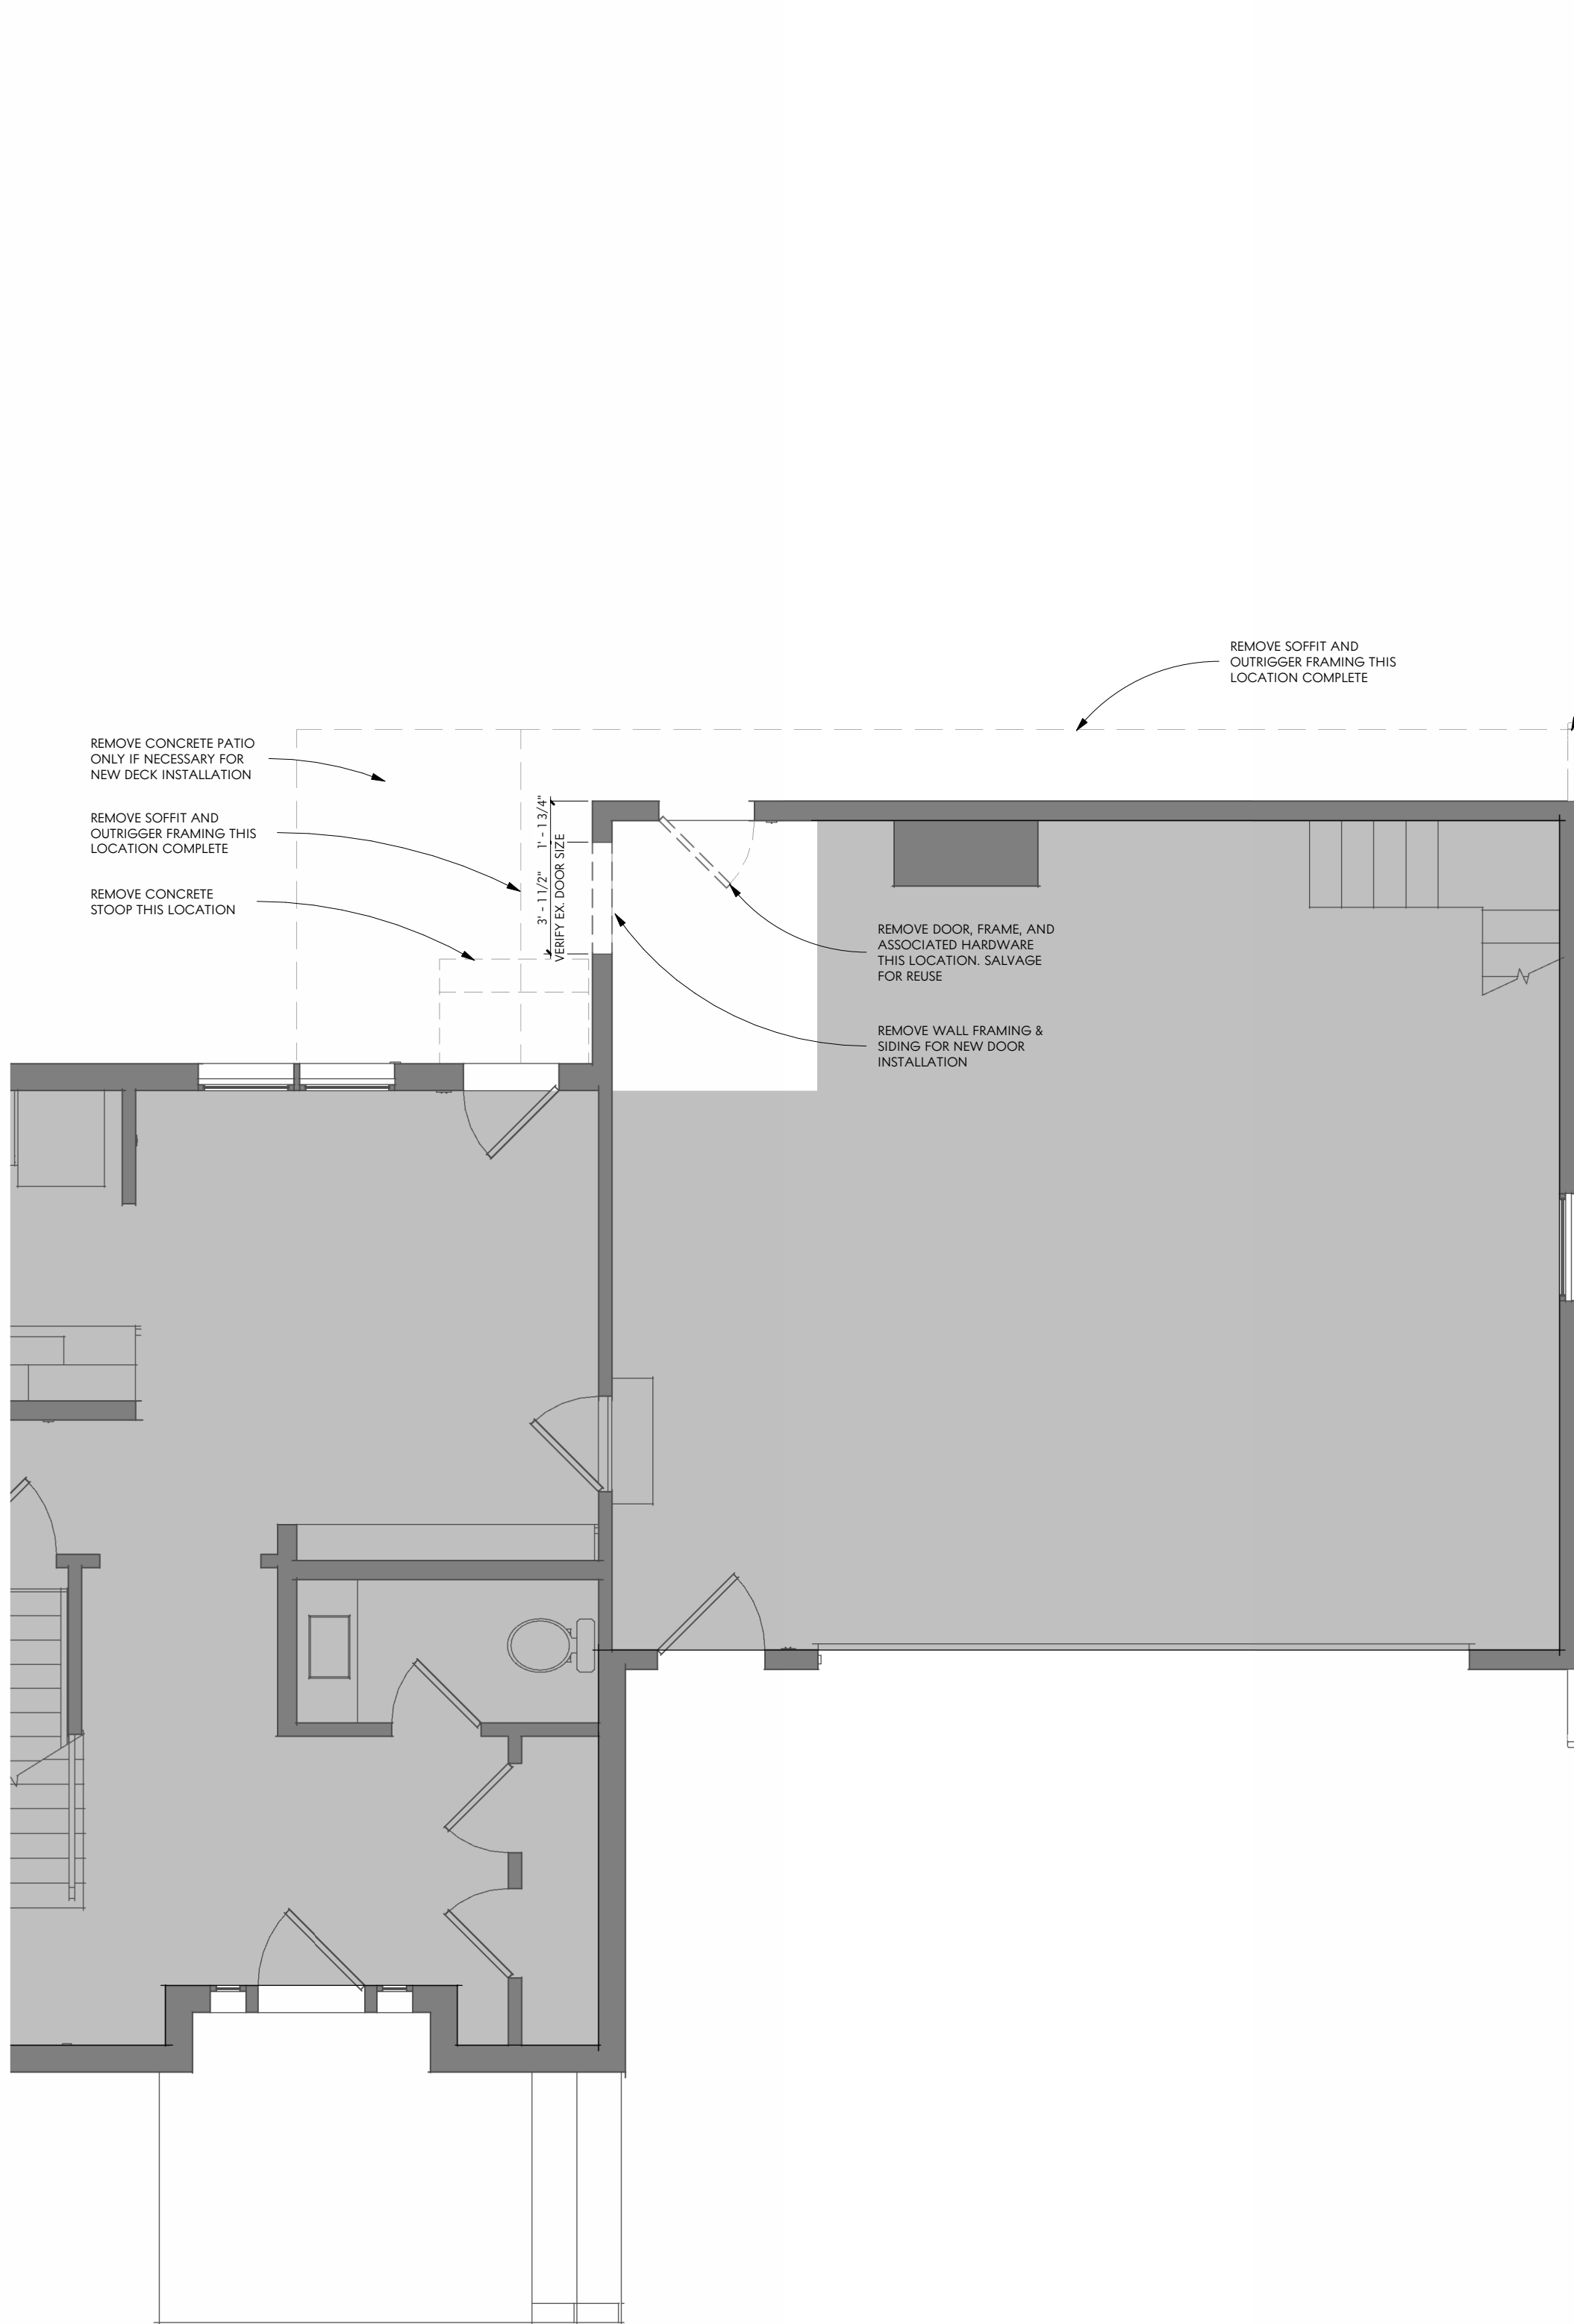 REMOVE SOFFIT AND
OUTRIGGER FRAMING THIS
LOCATION COMPLETE
REMOVE CONCRETE PATIO
ONLY IF NECESSARY FOR
NEW DECK INSTALLATION
REMOVE SOFFIT AND
OUTRIGGER FRAMING THIS
LOCATION COMPLETE
REMOVE CONCRETE
STOOP THIS LOCATION
1' - 1 3/4"
3' - 1 1/2"
VERIFY EX. DOOR SIZE
REMOVE DOOR, FRAME, AND
ASSOCIATED HARDWARE
THIS LOCATION. SALVAGE
FOR REUSE
REMOVE WALL FRAMING &
SIDING FOR NEW DOOR
INSTALLATION